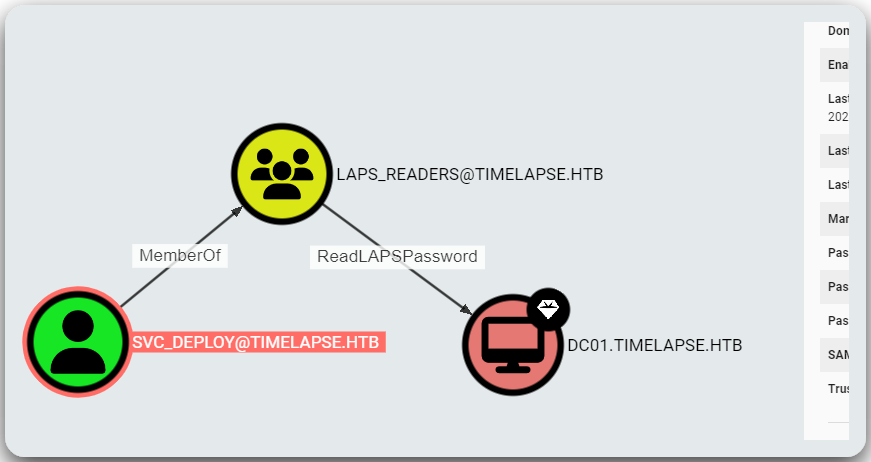 LAPS_READERS@TIMELAPSE.HTB
MemberOf
ReadLAPSPassword
SVC_DEPLOY@TIMELAPSE.HTB
DC01.TIMELAPSE.HTB
Dom
Ena
Last
202
Last
Last
Mar
Pas
Pas
Pas
SAM
Trus